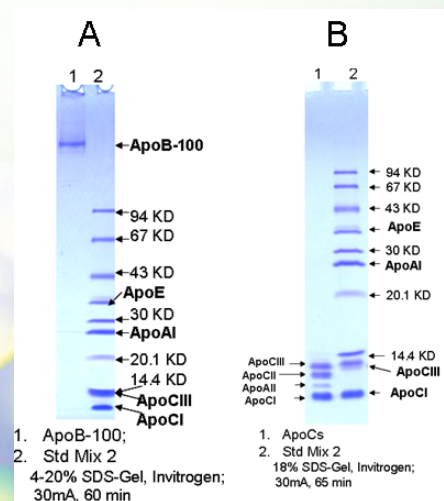 A
1 2
ApoB-100
94 KD
67 KD
43 KD
ApoE
30 KD
ApoAI
20.1 KD
14.4 KD
ApoCIII
ApoCI
1. ApoB-100;
2. Std Mix 2
4-20% SDS-Gel, Invitrogen;
30mA, 60 min
B
1 2
94 KD
67 KD
43 KD
ApoE
30 KD
ApoAI
20.1 KD
14.4 KD
ApoCIII
ApoCIII
ApoCII
ApoAII
ApoCI
ApoCI
1. ApoCs
2. Std Mix 2
18% SDS-Gel, Invitrogen;
30mA, 65 min